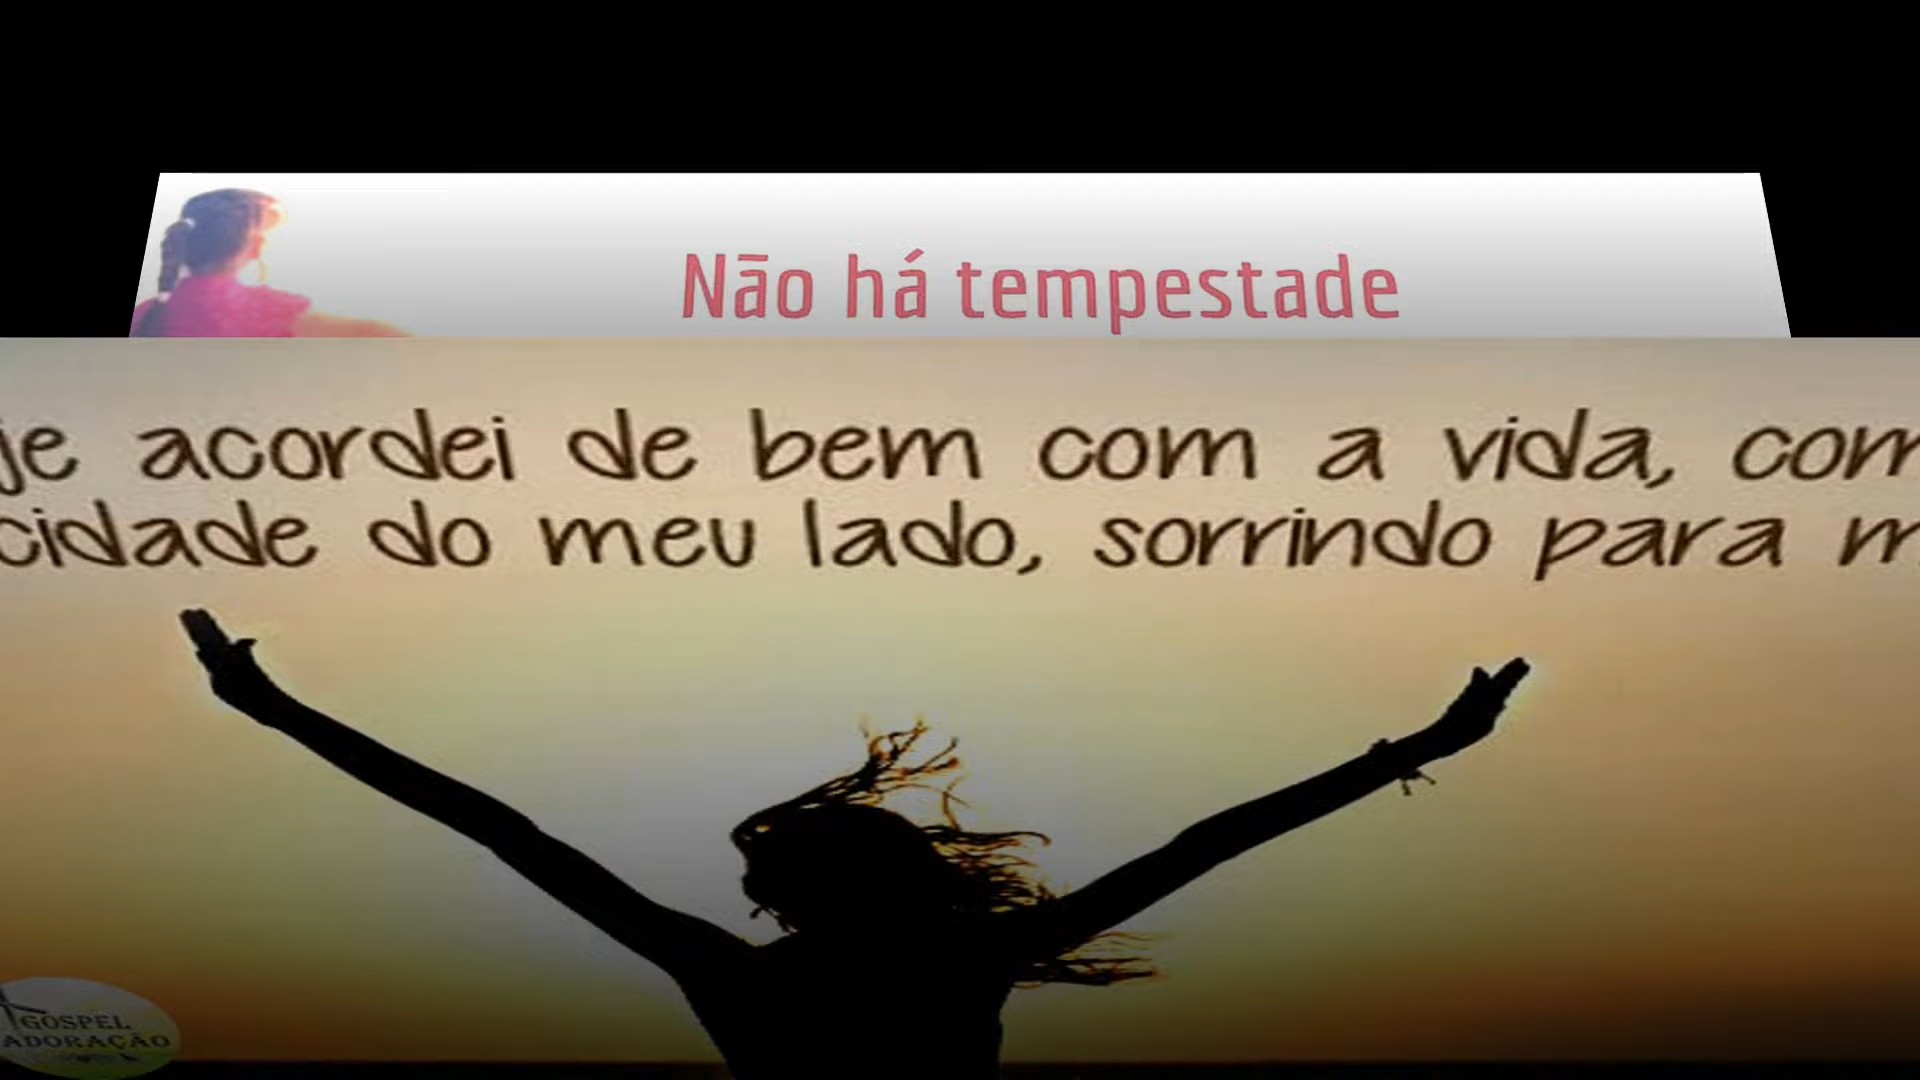 Não há tempestade
je acordei de bem com a vida, com
cidade do meu lado, sorrindo para m
GOSPEL
ADORAÇÃO